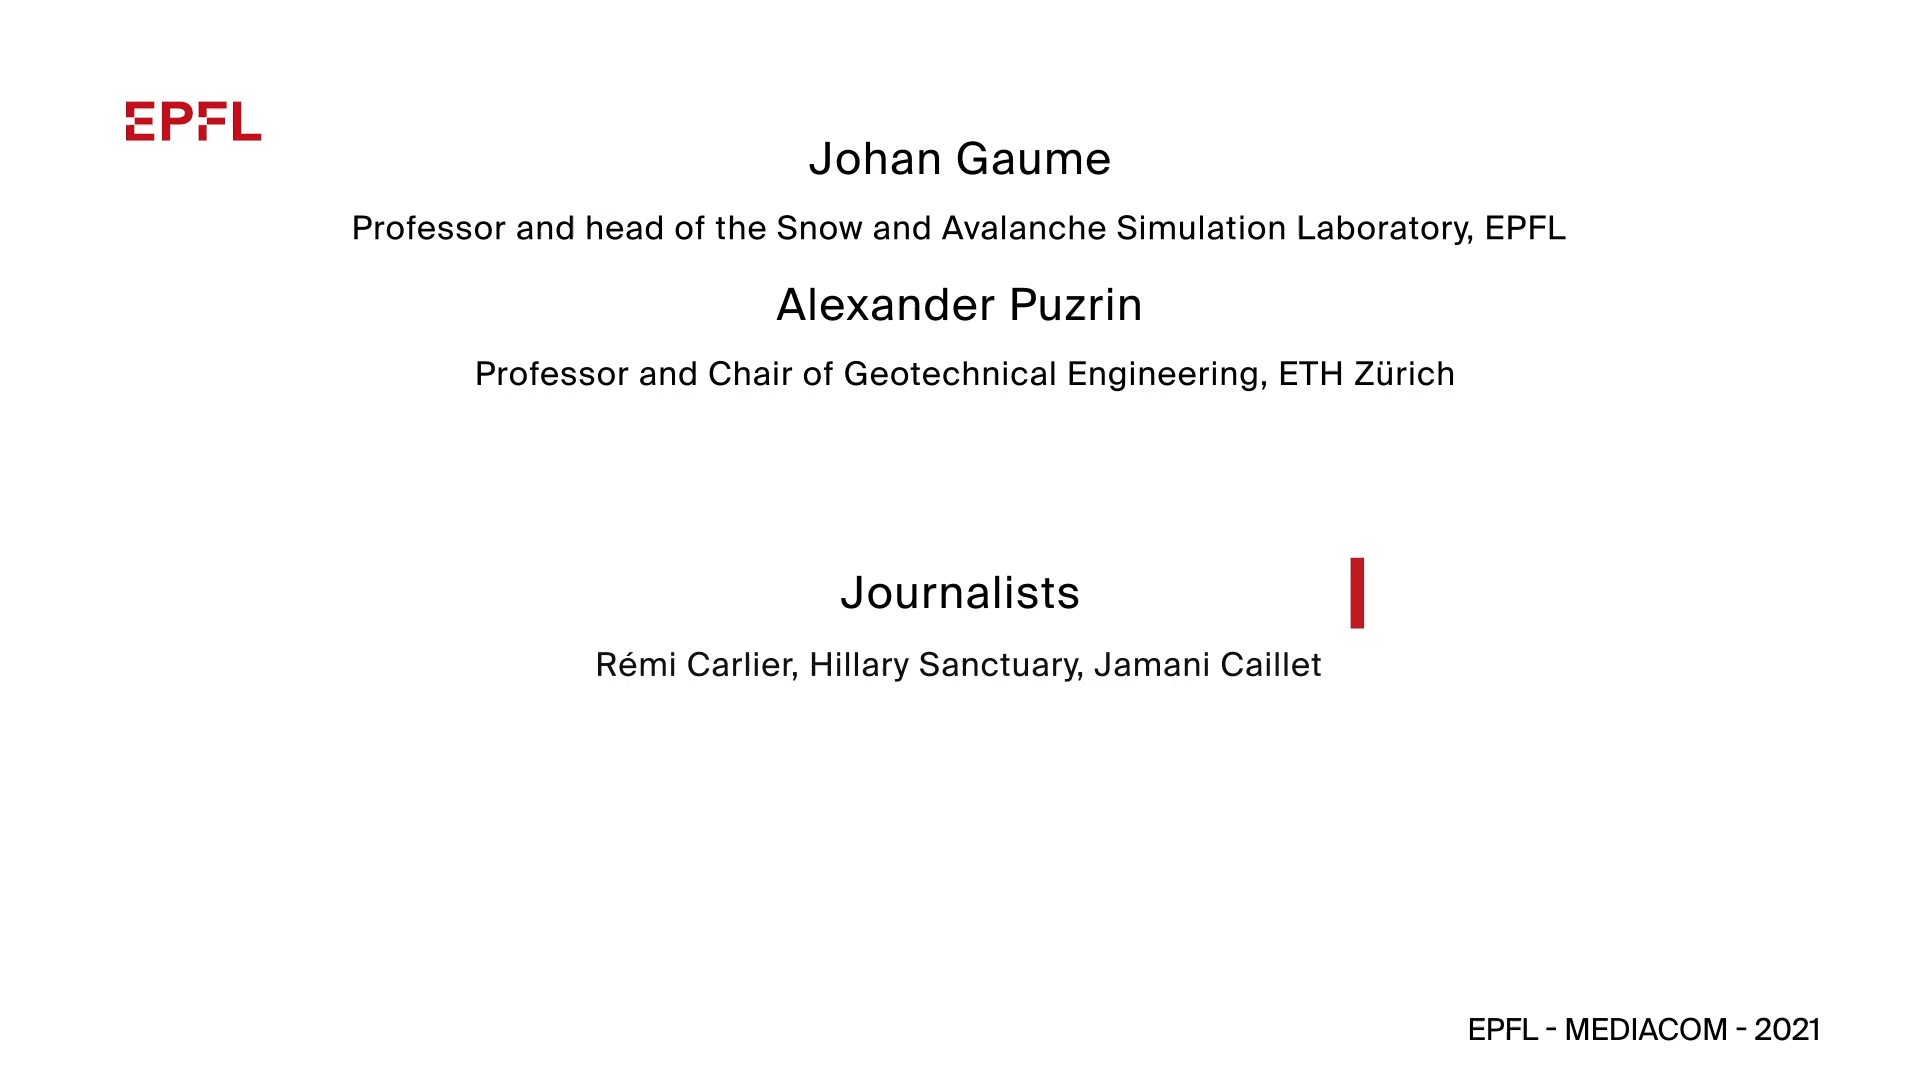 EPFL
Johan Gaume
Professor and head of the Snow and Avalanche Simulation Laboratory, EPFL
Alexander Puzrin
Professor and Chair of Geotechnical Engineering, ETH Zürich
Journalists
Rémi Carlier, Hillary Sanctuary, Jamani Caillet
EPFL - MEDIACOM - 2021